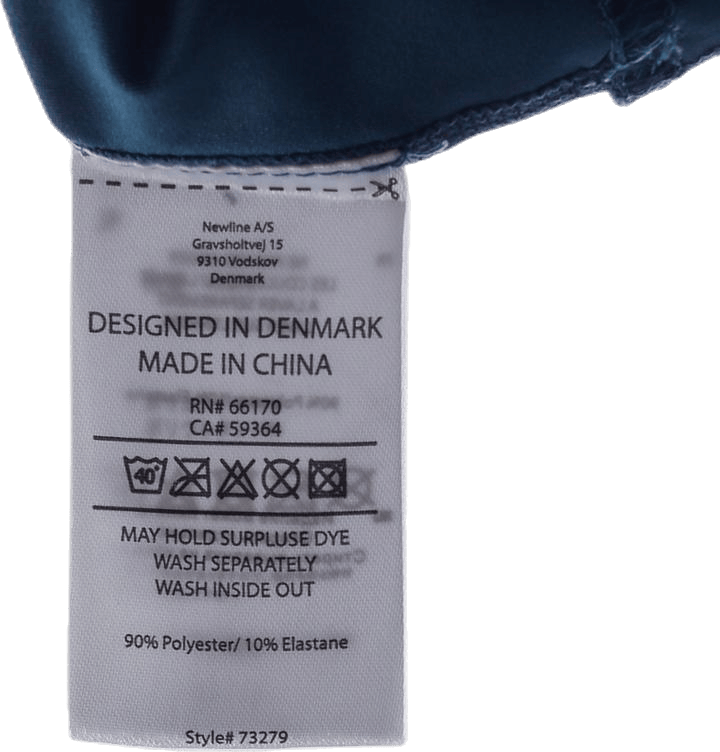 Newline A/S
Gravsholtvej 15
9310 Vodskov
Denmark
DESIGNED IN DENMARK
MADE IN CHINA
RN# 66170
CA# 59364
40°
MAY HOLD SURPLUSE DYE
WASH SEPARATELY
WASH INSIDE OUT
90% Polyester/ 10% Elastane
Style# 73279